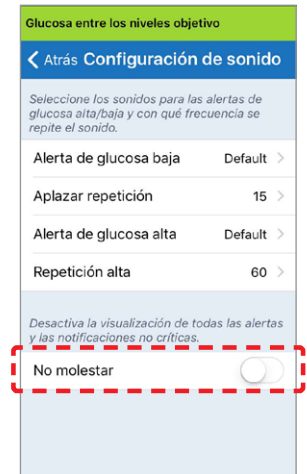 Glucosa entre los niveles objetivo
Atrás Configuración de sonido
Seleccione los sonidos para las alertas de
glucosa alta/baja y con qué frecuencia se
repite el sonido.
Alerta de glucosa baja Default
Aplazar repetición 15
Alerta de glucosa alta Default
Repetición alta 60
Desactiva la visualización de todas las alertas
y las notificaciones no críticas.
No molestar